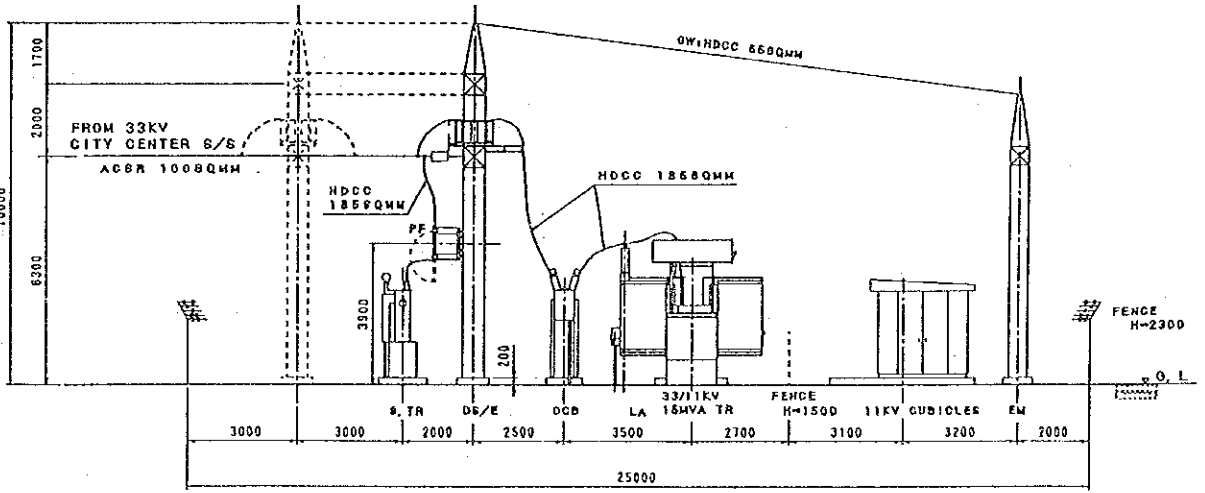 1700
2000
6300
10000
OW:HDCC 55SQMM
FROM 33KV
CITY CENTER S/S
ACSR 100SQMM
HDCC
185SQMM
HDCC 185SQMM
PF
3900
200
FENCE
H=2300
G.L
S.TR
DS/E
OCB
LA
33/11KV
15MVA TR
FENCE
H=1500
11KV CUBICLES
EM
3000
3000
2000
2500
3500
2700
3100
3200
2000
25000